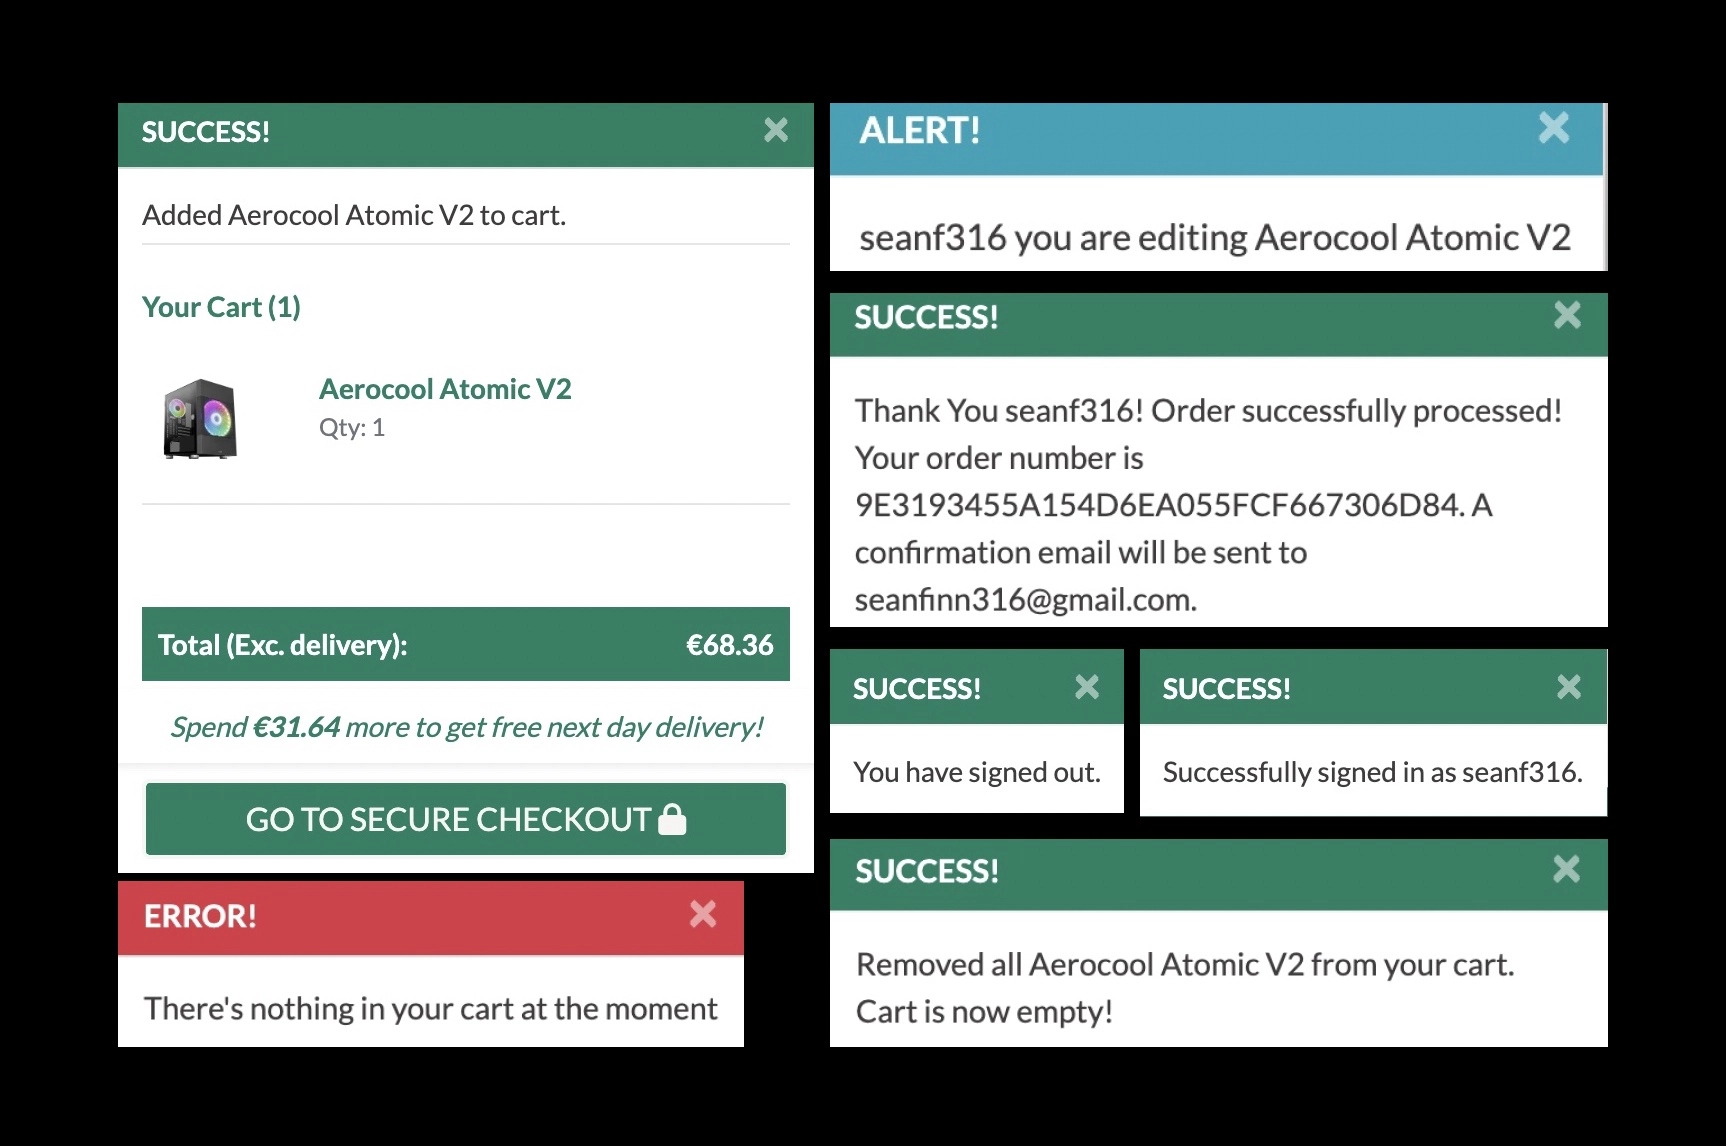 SUCCESS!
Added Aerocool Atomic V2 to cart.
Your Cart (1)
Aerocool Atomic V2
Qty: 1
Total (Exc. delivery): €68.36
Spend €31.64 more to get free next day delivery!
GO TO SECURE CHECKOUT
ERROR!
There's nothing in your cart at the moment
ALERT!
seanf316 you are editing Aerocool Atomic V2
SUCCESS!
Thank You seanf316! Order successfully processed!
Your order number is
9E3193455A154D6EA055FCF667306D84. A
confirmation email will be sent to
seanfinn316@gmail.com.
SUCCESS!
You have signed out.
SUCCESS!
Successfully signed in as seanf316.
SUCCESS!
Removed all Aerocool Atomic V2 from your cart.
Cart is now empty!